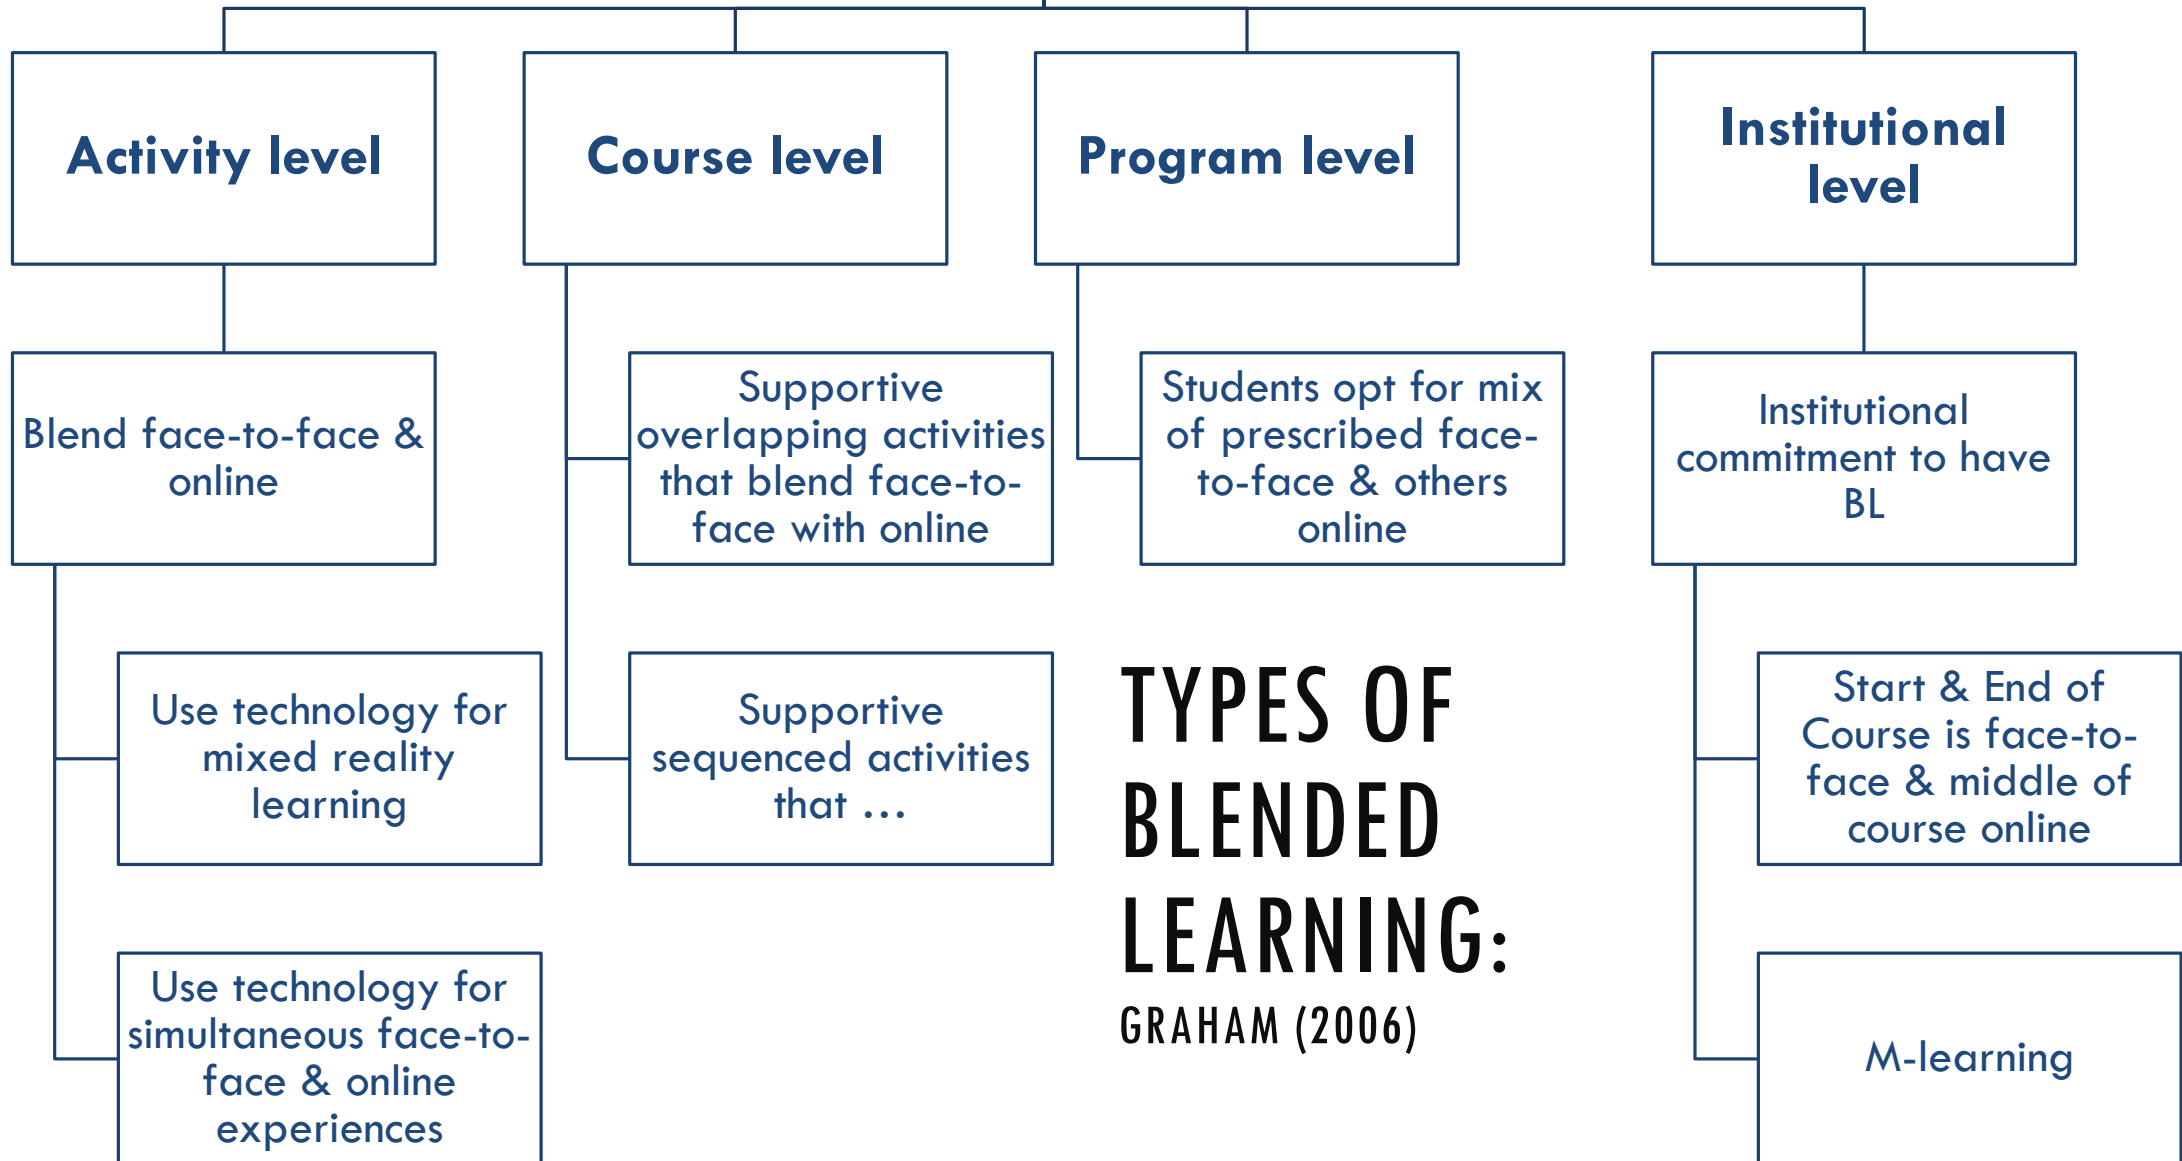 Activity level
Course level
Program level
Institutional
level
Blend face-to-face &
online
Supportive
overlapping activities
that blend face-to-
face with online
Students opt for mix
of prescribed face-
to-face & others
online
Institutional
commitment to have
BL
Use technology for
mixed reality
learning
Supportive
sequenced activities
that ...
TYPES OF
BLENDED
LEARNING:
GRAHAM (2006)
Start & End of
Course is face-to-
face & middle of
course online
Use technology for
simultaneous face-to-
face & online
experiences
M-learning